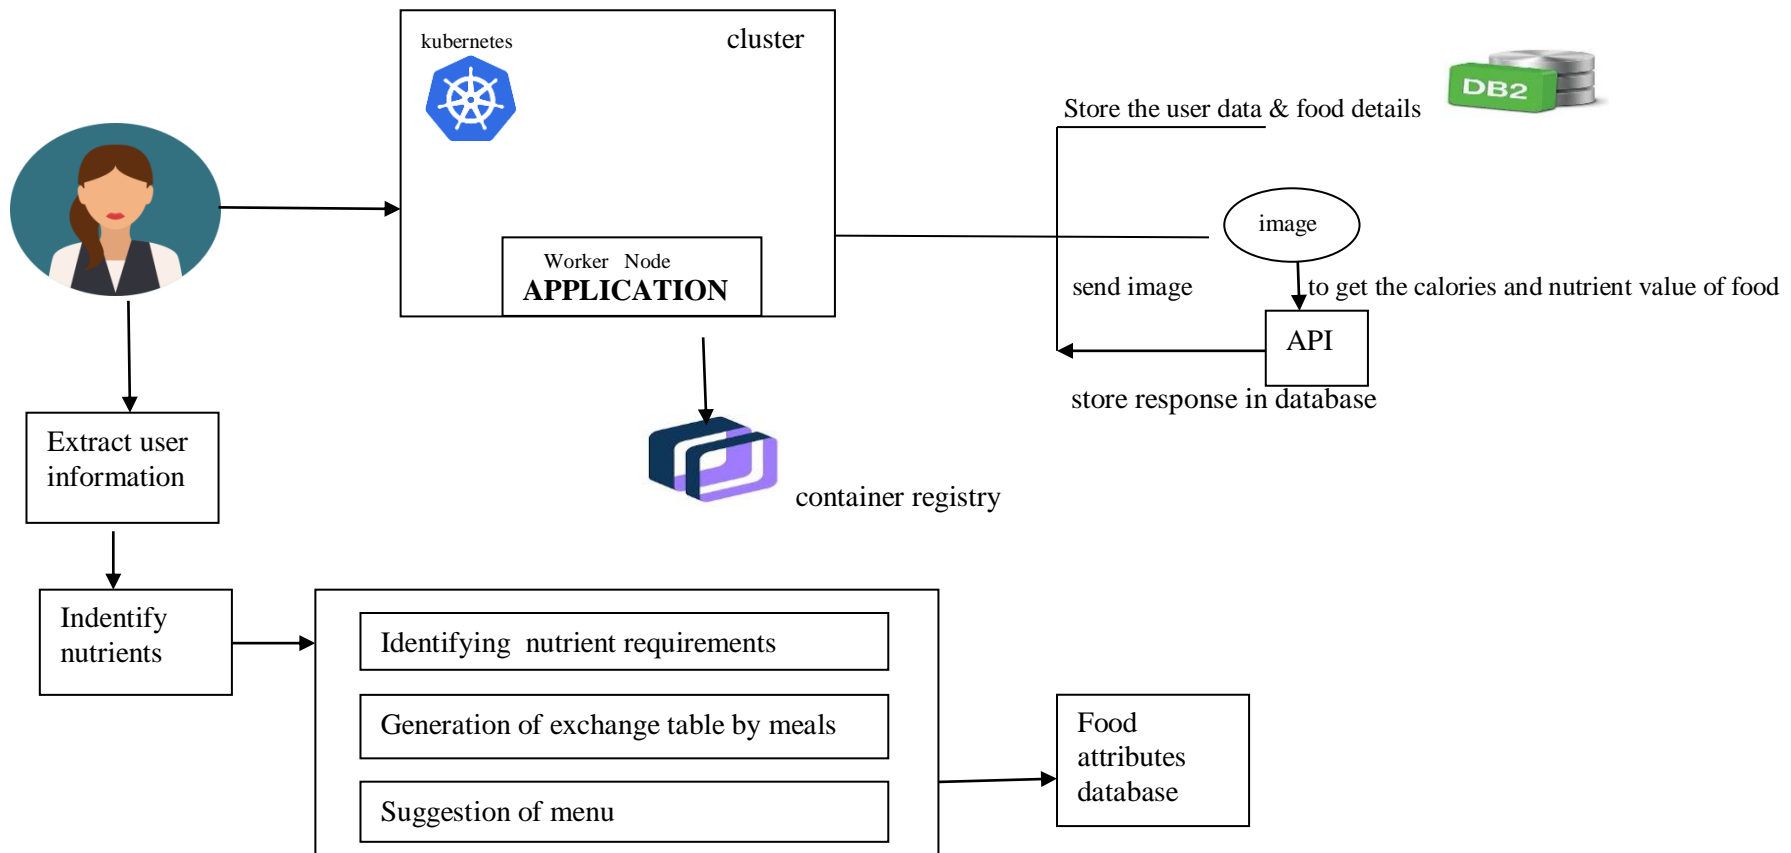 kubernetes
cluster
DB2
Store the user data & food details
image
Worker Node
APPLICATION
send image
to get the calories and nutrient value of food
API
store response in database
Extract user
information
container registry
Indentify
nutrients
Identifying nutrient requirements
Generation of exchange table by meals
Suggestion of menu
Food
attributes
database